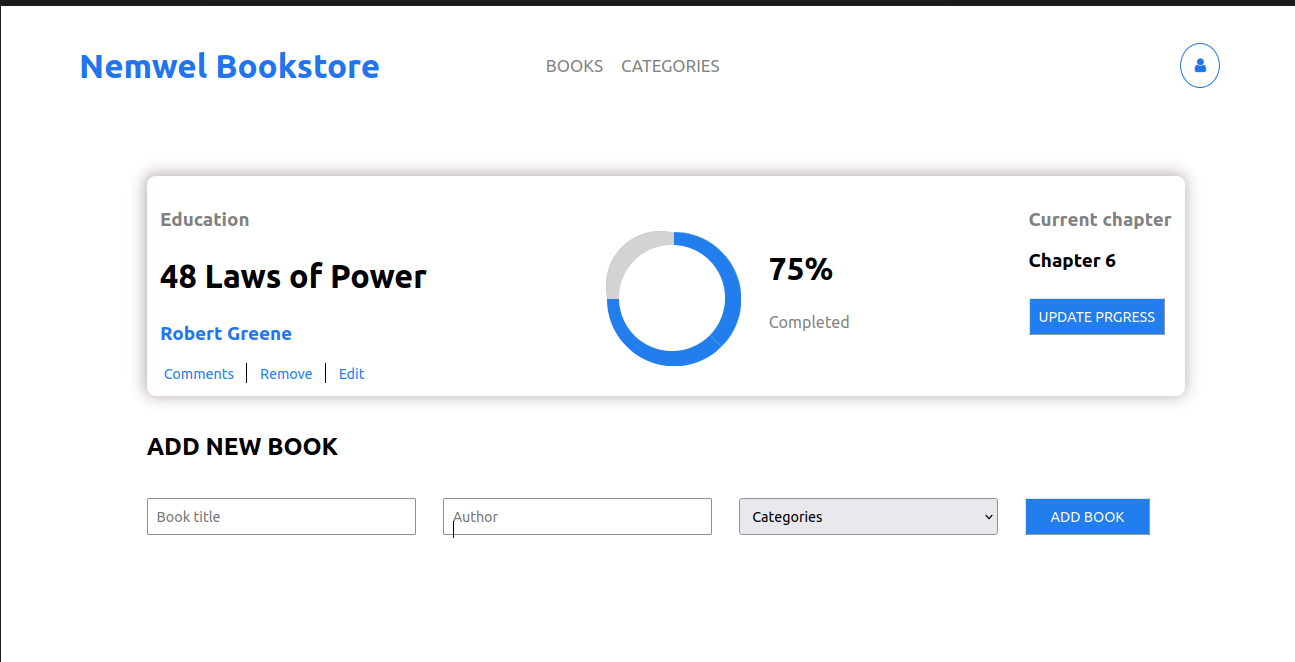 Nemwel Bookstore
BOOKS CATEGORIES
Education
48 Laws of Power
Robert Greene
Comments Remove Edit
75%
Completed
Current chapter
Chapter 6
UPDATE PRGRESS
ADD NEW BOOK
Book title Author Categories ADD BOOK